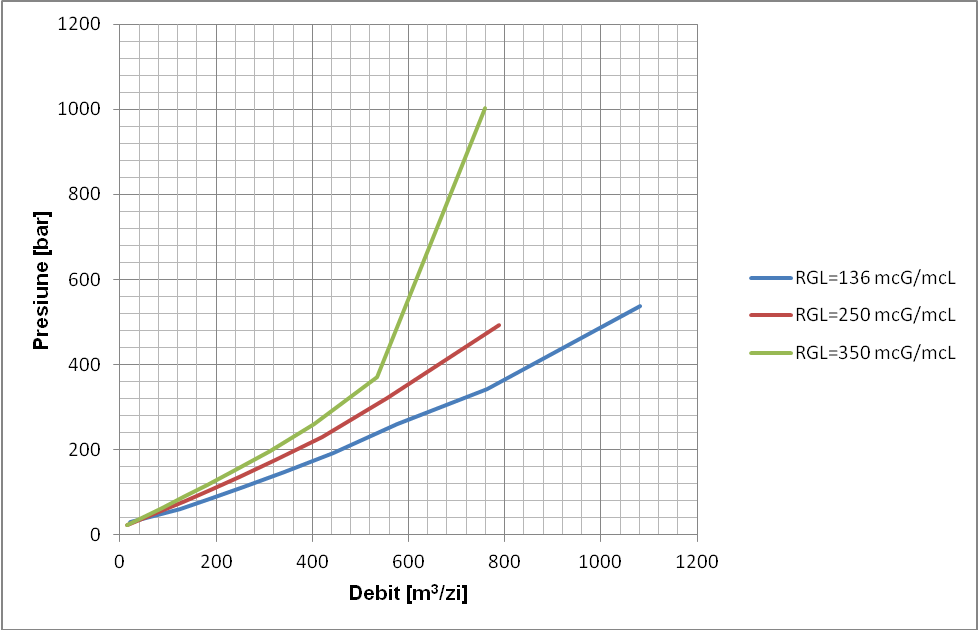 1200
1000
800
600
400
200
0
Presiune [bar]
0 200 400 600 800 1000 1200
Debit [m³/zi]
RGL=136 mcG/mcL
RGL=250 mcG/mcL
RGL=350 mcG/mcL